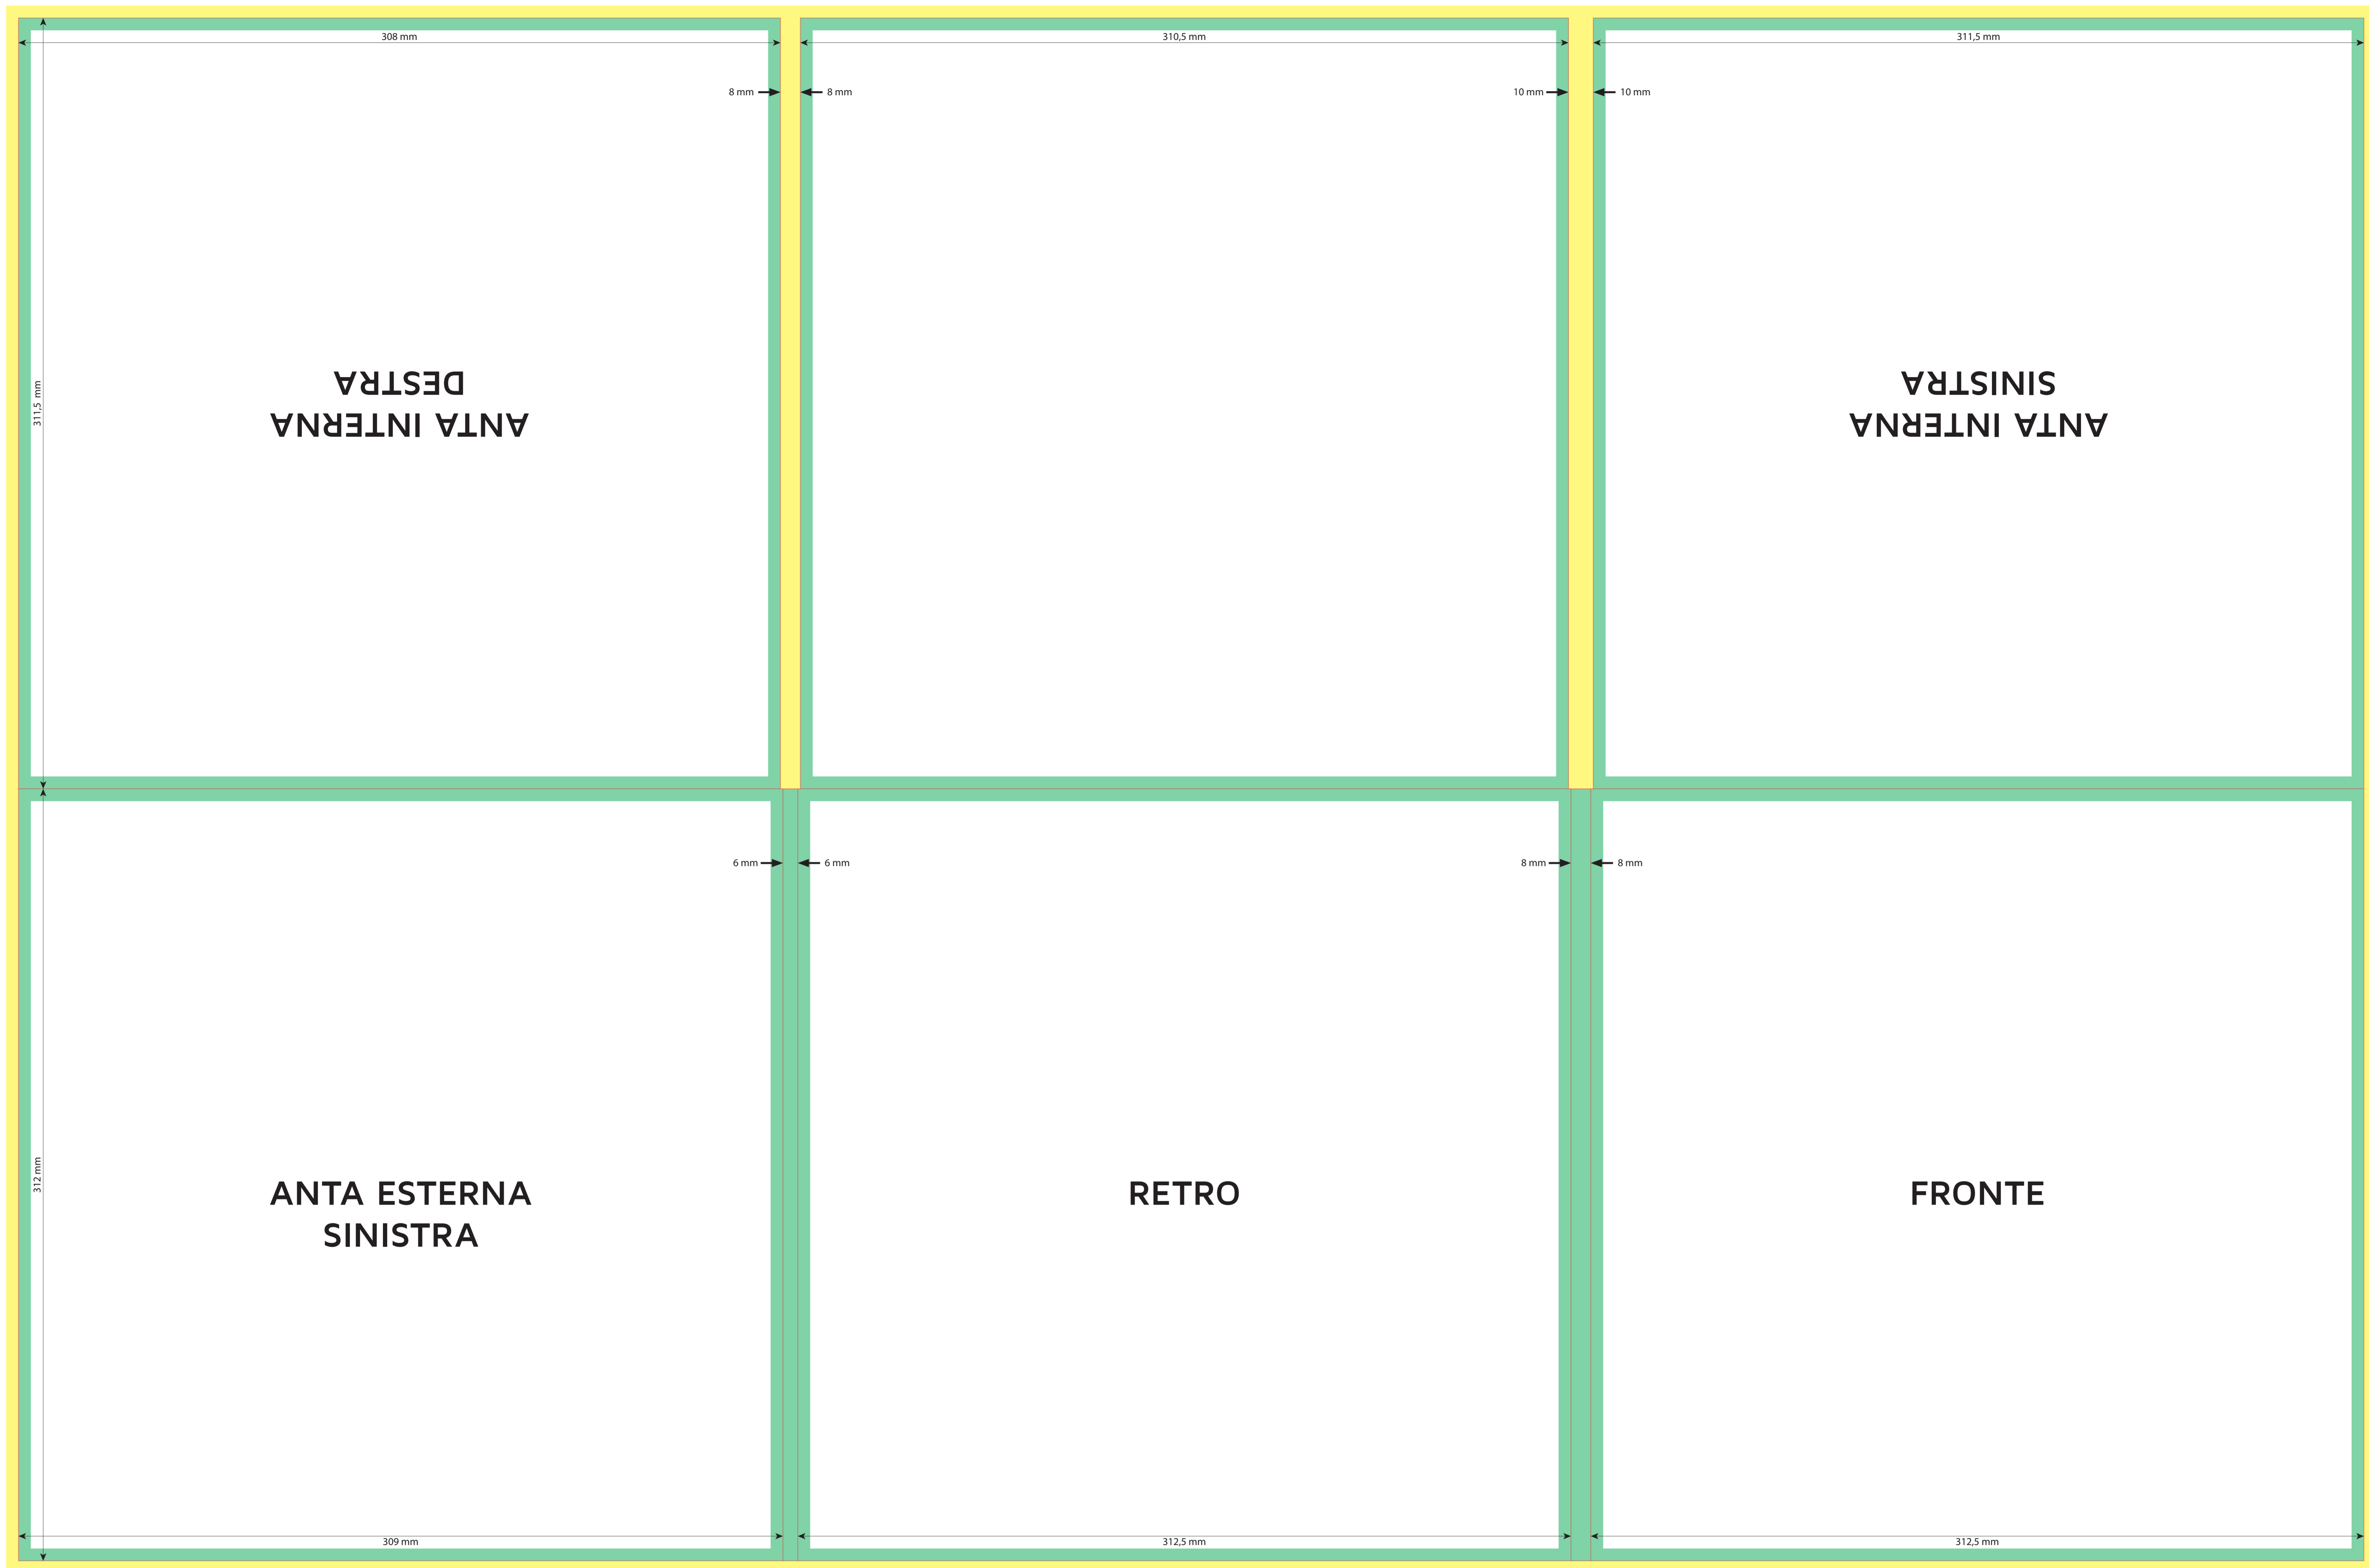 308 mm
310,5 mm
311,5 mm
8 mm
8 mm
10 mm
10 mm
311,5 mm
ANTA INTERNA
DESTRA
ANTA INTERNA
SINISTRA
6 mm
6 mm
8 mm
8 mm
312 mm
ANTA ESTERNA
SINISTRA
RETRO
FRONTE
309 mm
312,5 mm
312,5 mm